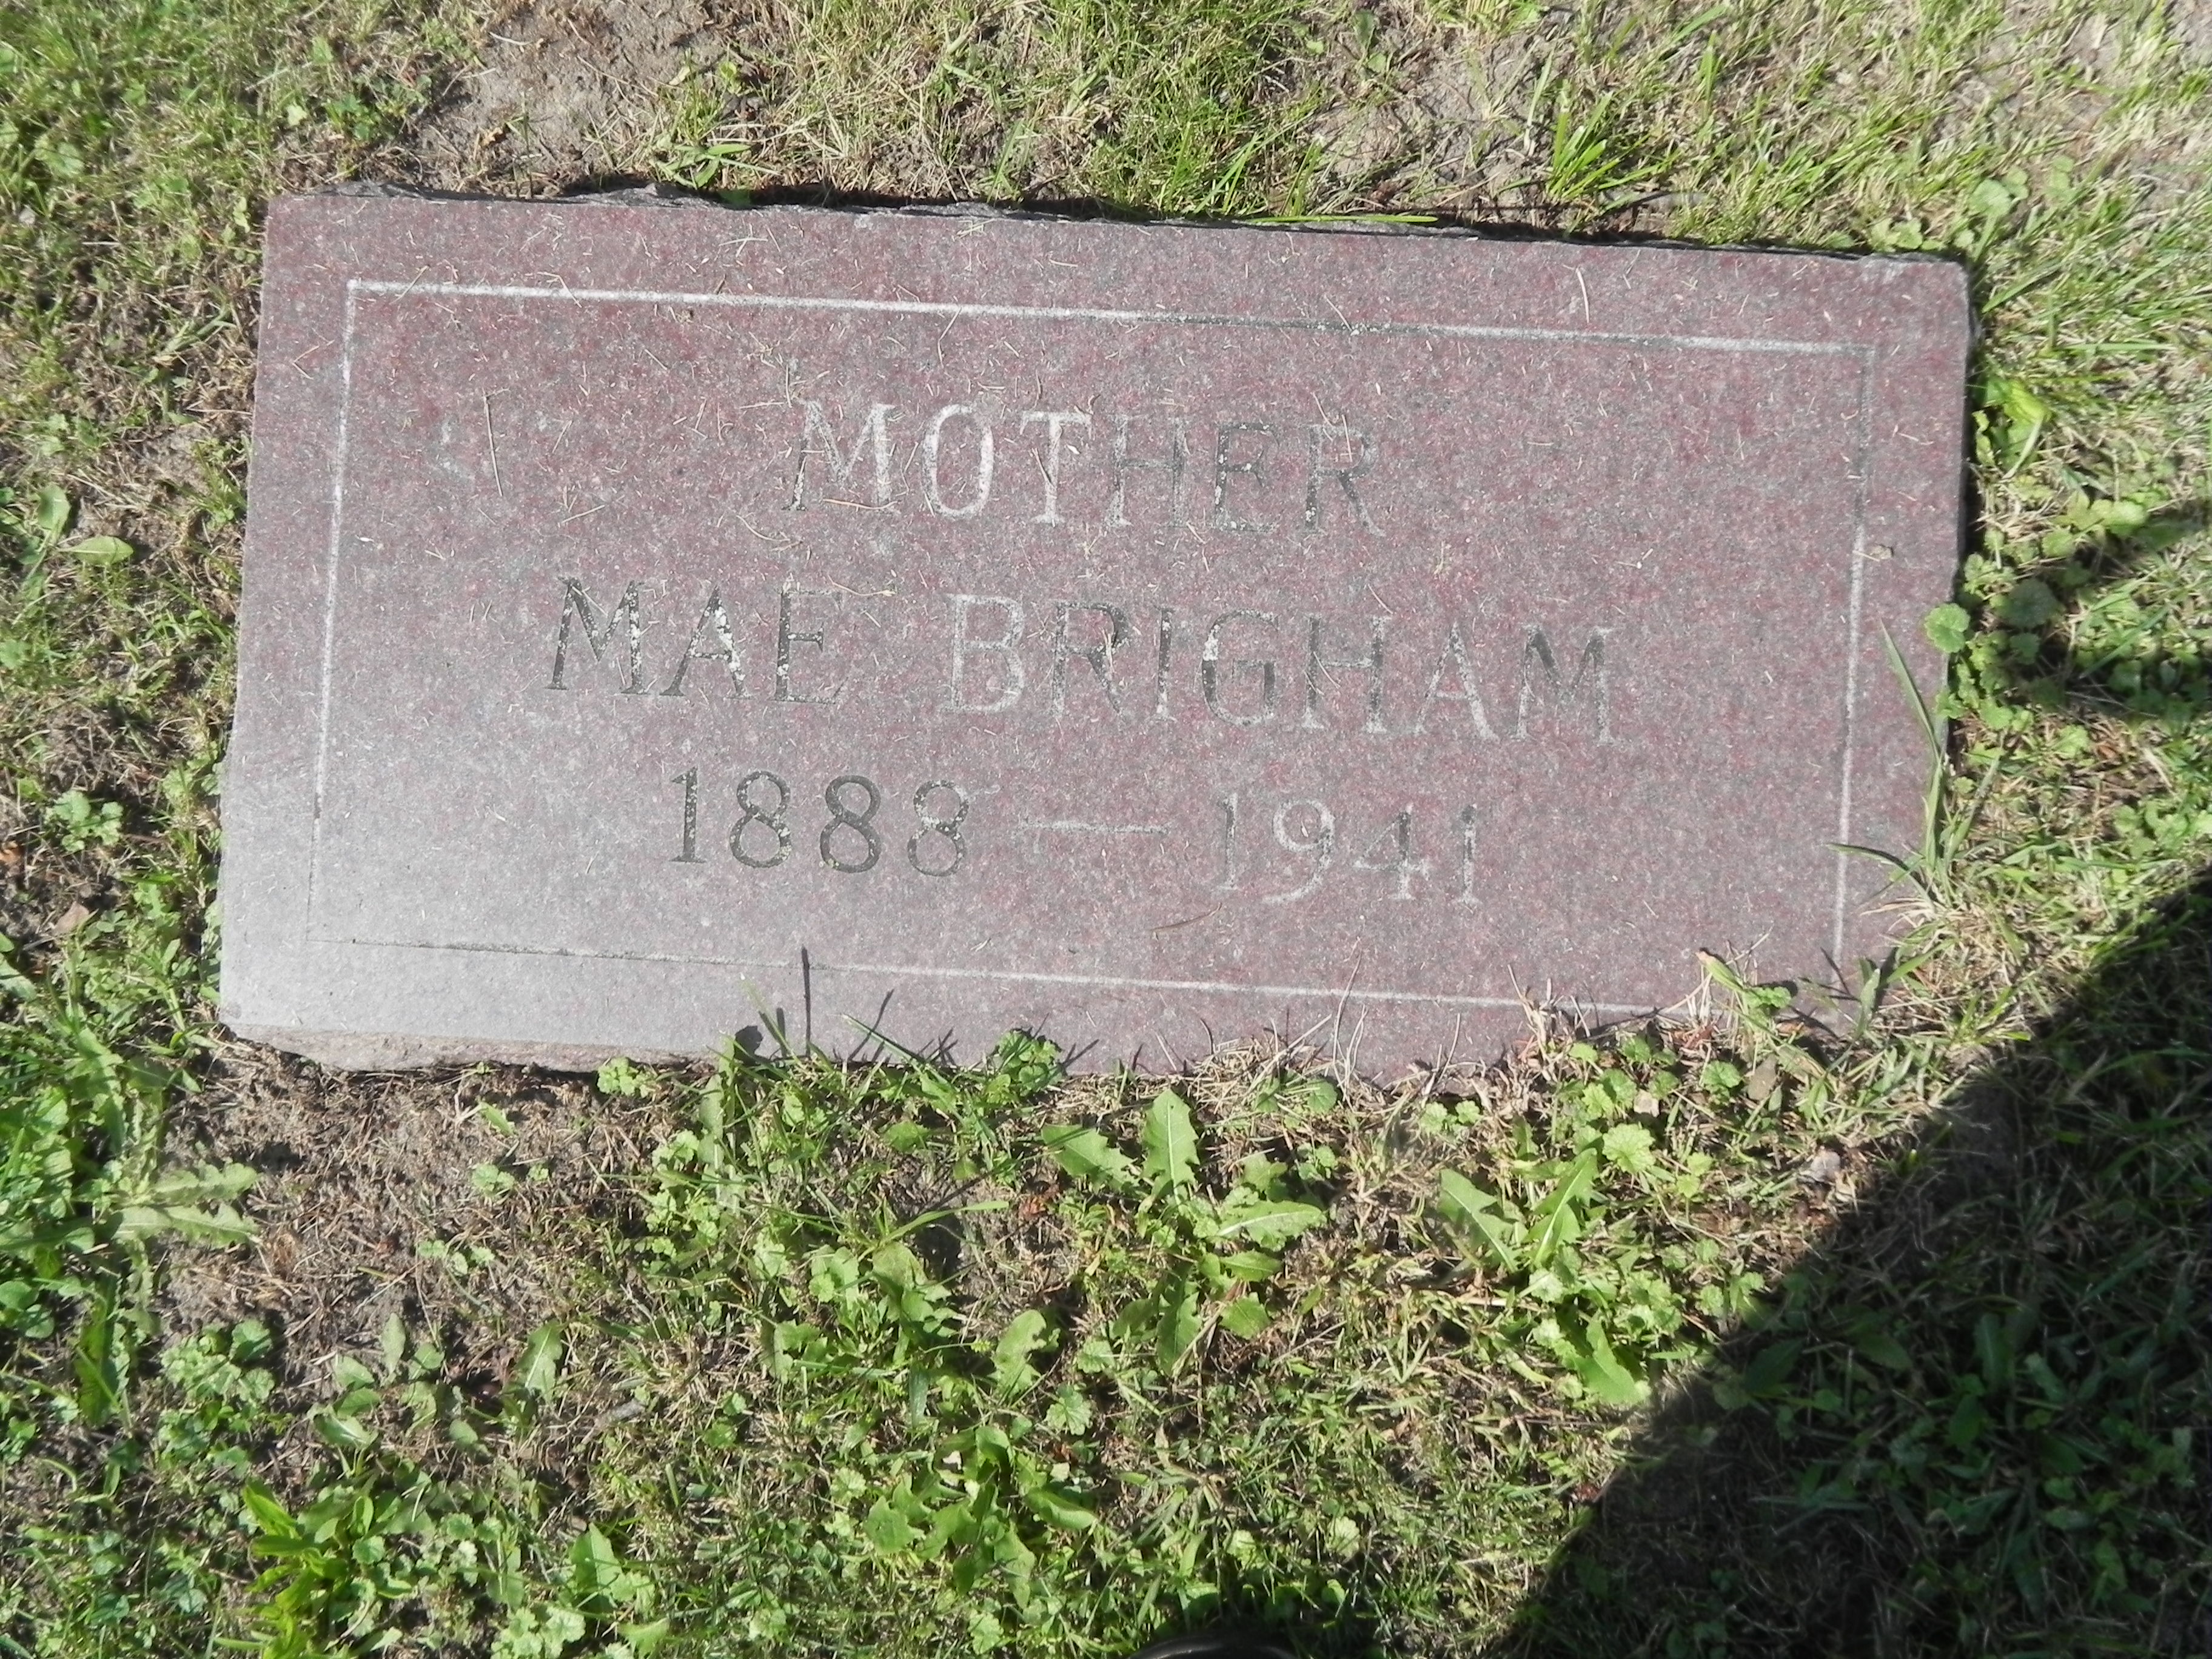 MOTHER
MAE BRIGHAM
1888 — 1941